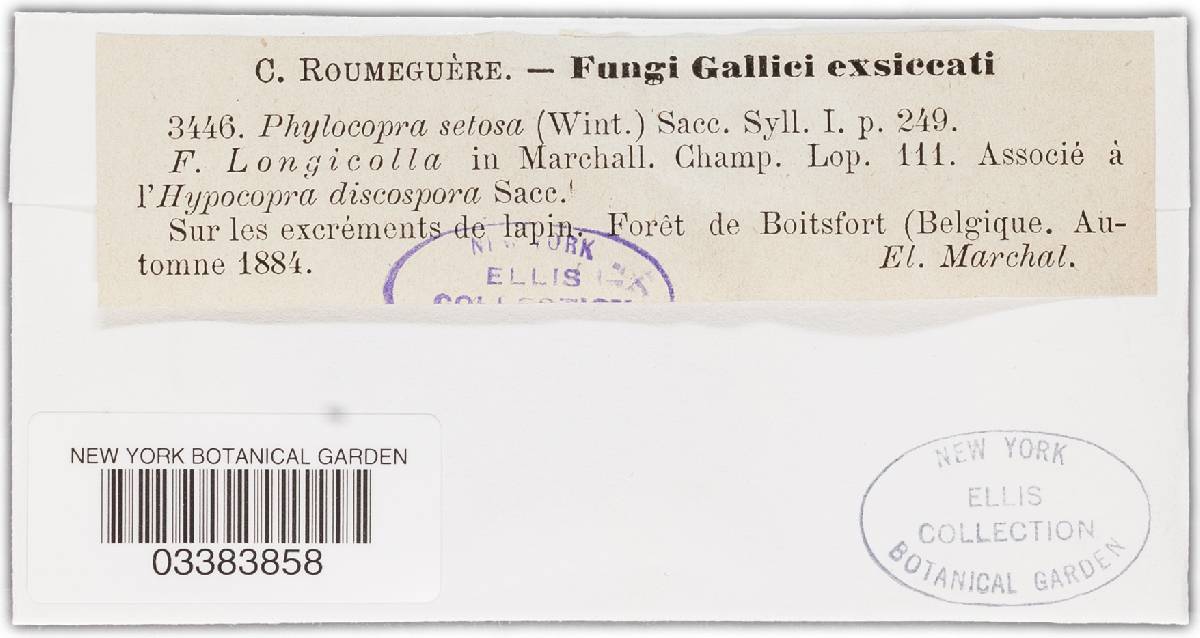 C. ROUMEGUÈRE. — Fungi Gallici exsiccati
3446. Phylocopra setosa (Wint.) Sacc. Syll. I. p. 249.
F. Longicolla in Marchall. Champ. Lop. 111. Associé à
l'Hypocopra discospora Sacc.
Sur les excréments de lapin. Forêt de Boitsfort (Belgique. Au-
tomne 1884. El. Marchal.
NEW YORK
ELLIS
COLLECTION
NEW YORK BOTANICAL GARDEN
03383858
NEW YORK
ELLIS
COLLECTION
BOTANICAL GARDEN